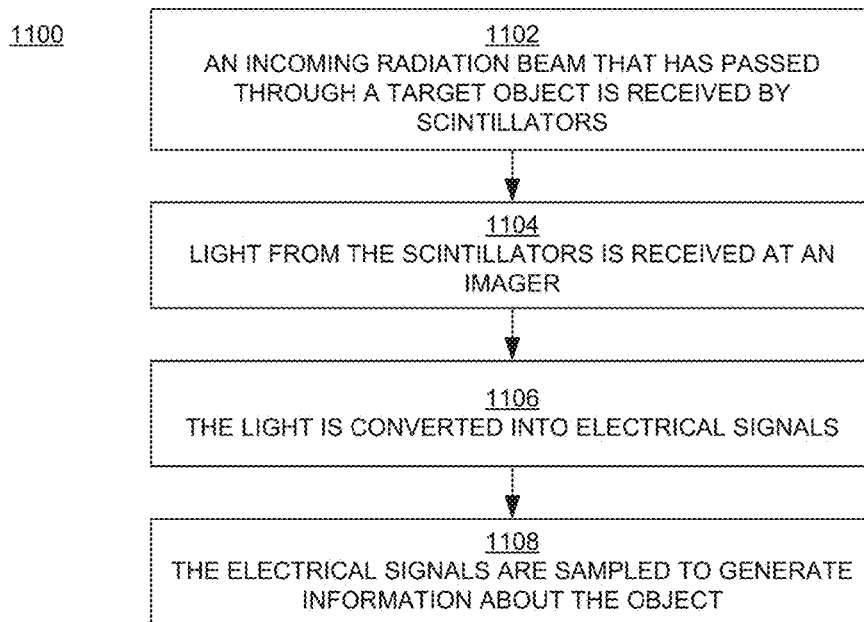 1100
1102
AN INCOMING RADIATION BEAM THAT HAS PASSED
THROUGH A TARGET OBJECT IS RECEIVED BY
SCINTILLATORS
1104
LIGHT FROM THE SCINTILLATORS IS RECEIVED AT AN
IMAGER
1106
THE LIGHT IS CONVERTED INTO ELECTRICAL SIGNALS
1108
THE ELECTRICAL SIGNALS ARE SAMPLED TO GENERATE
INFORMATION ABOUT THE OBJECT